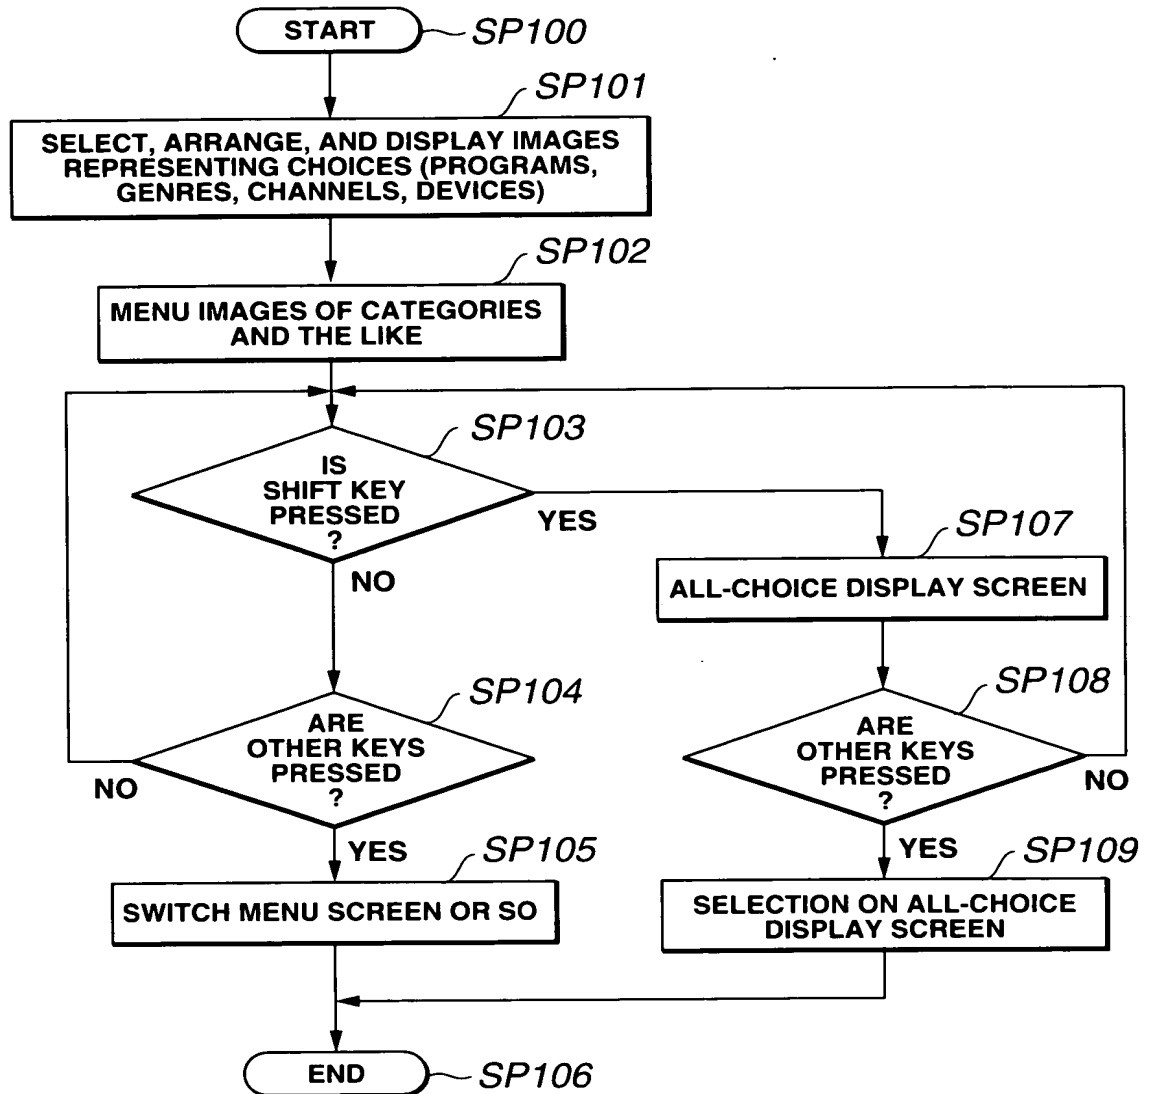 START
SP100
SP101
SELECT, ARRANGE, AND DISPLAY IMAGES
REPRESENTING CHOICES (PROGRAMS,
GENRES, CHANNELS, DEVICES)
SP102
MENU IMAGES OF CATEGORIES
AND THE LIKE
SP103
IS
SHIFT KEY
PRESSED
?
YES
NO
SP107
ALL-CHOICE DISPLAY SCREEN
SP104
ARE
OTHER KEYS
PRESSED
?
NO
YES
SP108
ARE
OTHER KEYS
PRESSED
?
NO
YES
SP105
SWITCH MENU SCREEN OR SO
SP109
SELECTION ON ALL-CHOICE
DISPLAY SCREEN
END
SP106